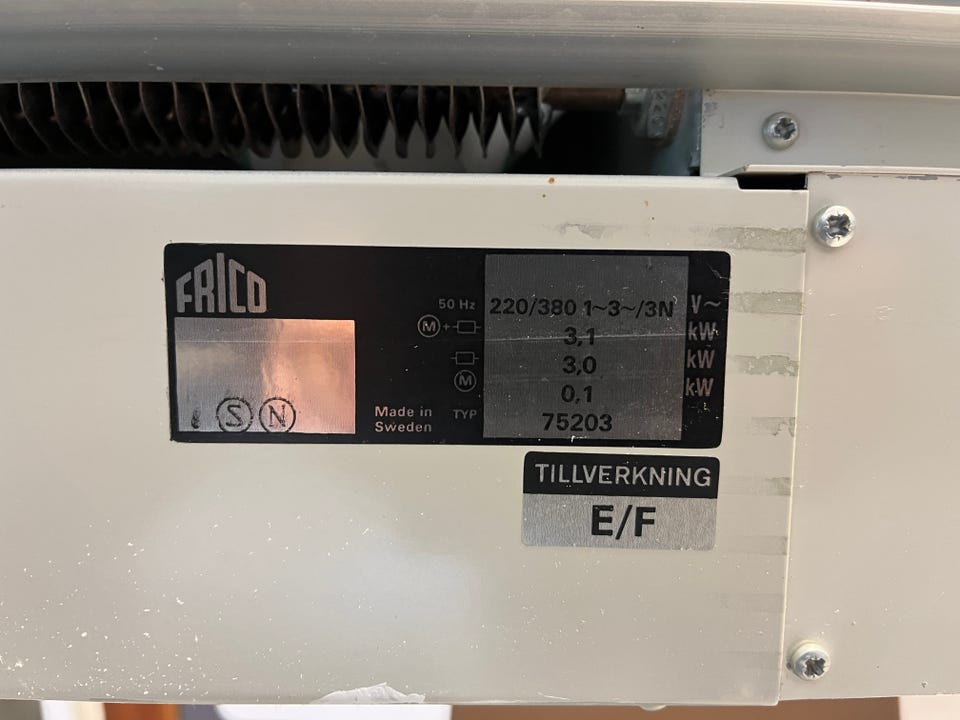 FRICO
50 Hz 220/380 1~3~/3N V~
M + 3,1 kW
3,0 kW
M 0,1 kW
Made in Sweden
TYP 75203
S N
TILLVERKNING
E/F